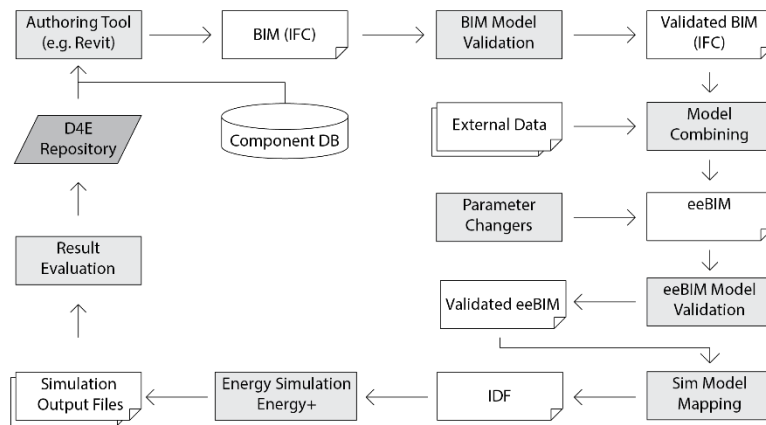 Authoring Tool
(e.g. Revit)
BIM (IFC)
BIM Model
Validation
Validated BIM
(IFC)
D4E
Repository
Component DB
External Data
Model
Combining
Parameter
Changers
eeBIM
Result
Evaluation
Validated eeBIM
eeBIM Model
Validation
Simulation
Output Files
Energy Simulation
Energy+
IDF
Sim Model
Mapping